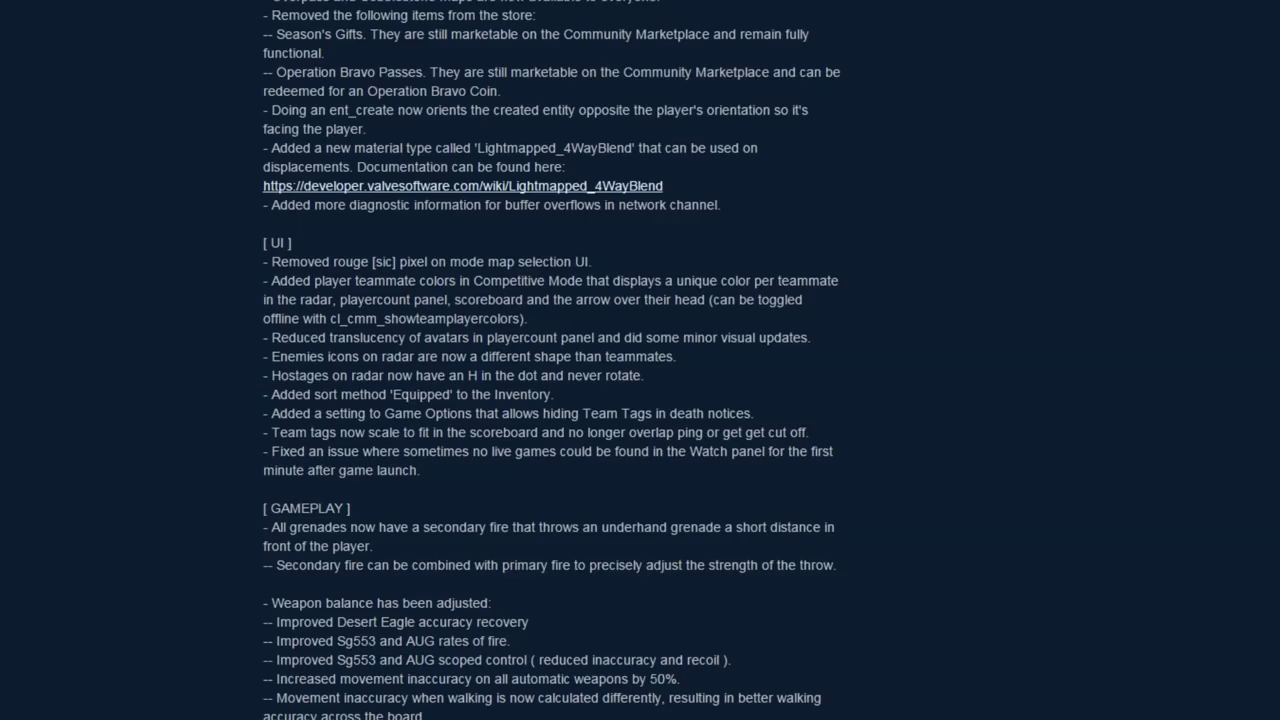 - Removed the following items from the store:
-- Season's Gifts. They are still marketable on the Community Marketplace and remain fully
functional.
-- Operation Bravo Passes. They are still marketable on the Community Marketplace and can be
redeemed for an Operation Bravo Coin.
- Doing an ent_create now orients the created entity opposite the player's orientation so it's
facing the player.
- Added a new material type called 'Lightmapped_4WayBlend' that can be used on
displacements. Documentation can be found here:
https://developer.valvesoftware.com/wiki/Lightmapped_4WayBlend
- Added more diagnostic information for buffer overflows in network channel.
[ UI ]
- Removed rouge [sic] pixel on mode map selection UI.
- Added player teammate colors in Competitive Mode that displays a unique color per teammate
in the radar, playercount panel, scoreboard and the arrow over their head (can be toggled
offline with cl_cmm_showteamplayercolors).
- Reduced translucency of avatars in playercount panel and did some minor visual updates.
- Enemies icons on radar are now a different shape than teammates.
- Hostages on radar now have an H in the dot and never rotate.
- Added sort method 'Equipped' to the Inventory.
- Added a setting to Game Options that allows hiding Team Tags in death notices.
- Team tags now scale to fit in the scoreboard and no longer overlap ping or get get cut off.
- Fixed an issue where sometimes no live games could be found in the Watch panel for the first
minute after game launch.
[ GAMEPLAY ]
- All grenades now have a secondary fire that throws an underhand grenade a short distance in
front of the player.
-- Secondary fire can be combined with primary fire to precisely adjust the strength of the throw.
- Weapon balance has been adjusted:
-- Improved Desert Eagle accuracy recovery
-- Improved Sg553 and AUG rates of fire.
-- Improved Sg553 and AUG scoped control ( reduced inaccuracy and recoil ).
-- Increased movement inaccuracy on all automatic weapons by 50%.
-- Movement inaccuracy when walking is now calculated differently, resulting in better walking
accuracy across the board